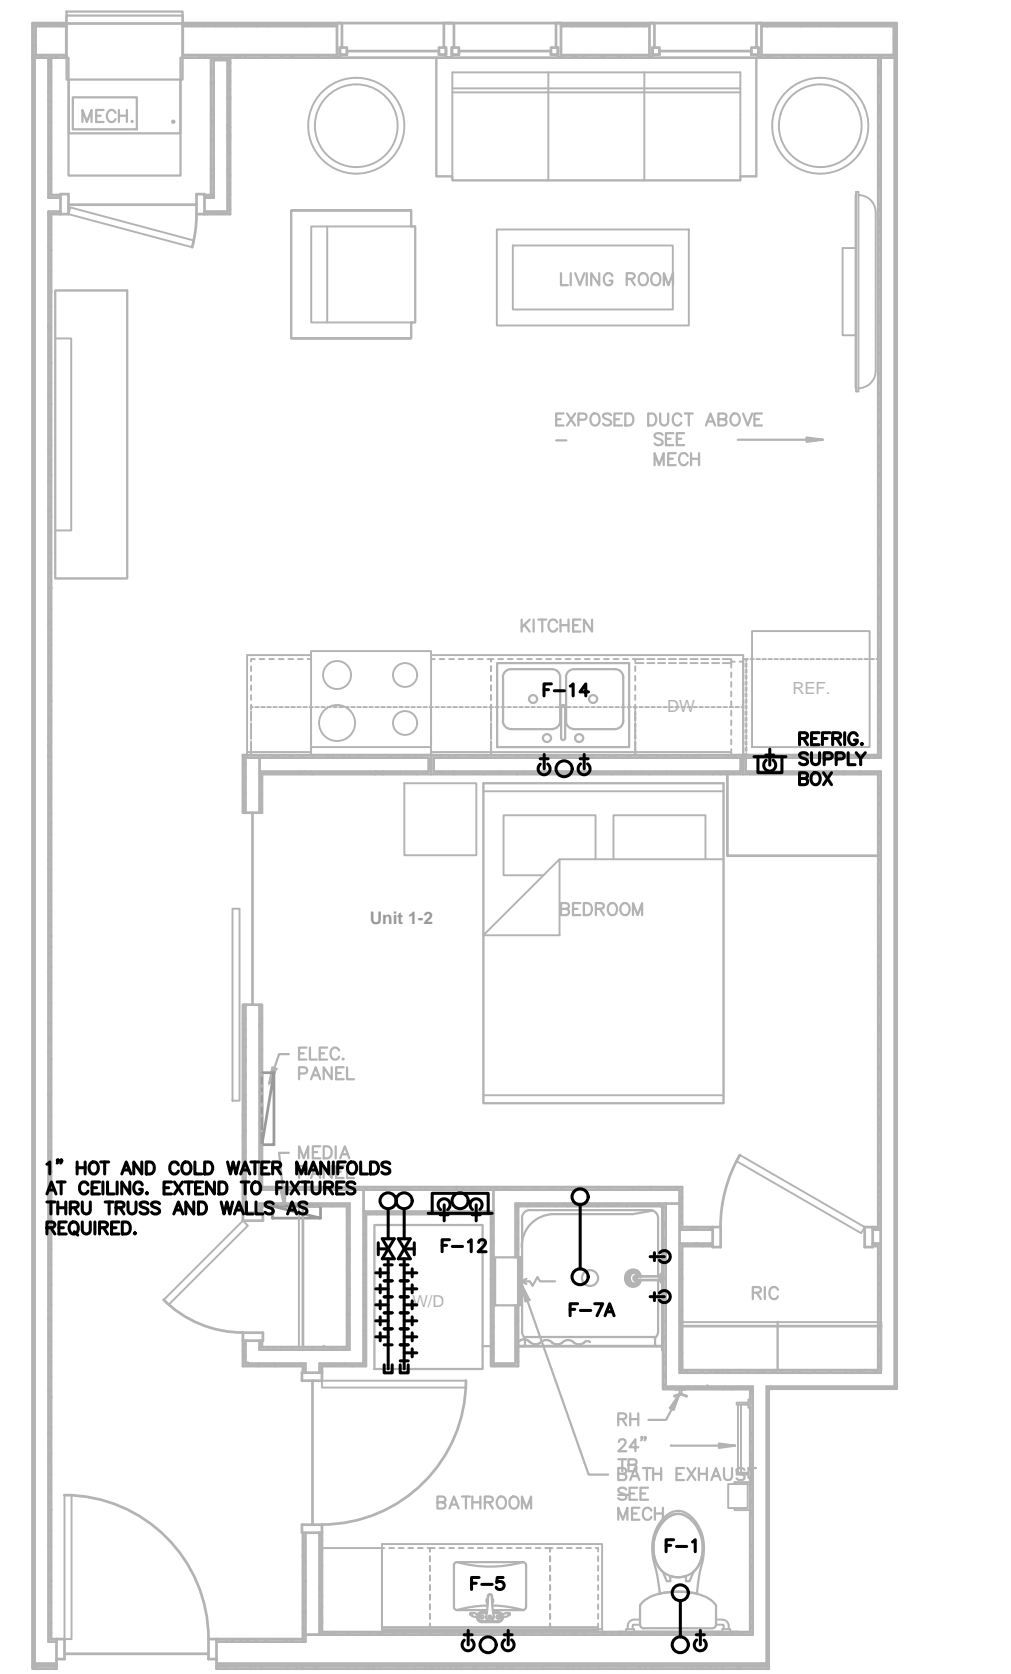 MECH.
LIVING ROOM
EXPOSED DUCT ABOVE
– SEE
MECH
KITCHEN
F-14
DW
REF.
REFRIG.
SUPPLY
BOX
Unit 1-2
BEDROOM
ELEC.
PANEL
MEDIA
1" HOT AND COLD WATER MANIFOLDS
AT CEILING. EXTEND TO FIXTURES
THRU TRUSS AND WALLS AS
REQUIRED.
F-12
W/D
F-7A
RIC
RH
24"
TB
BATH EXHAUST
SEE
MECH
BATHROOM
F-1
F-5